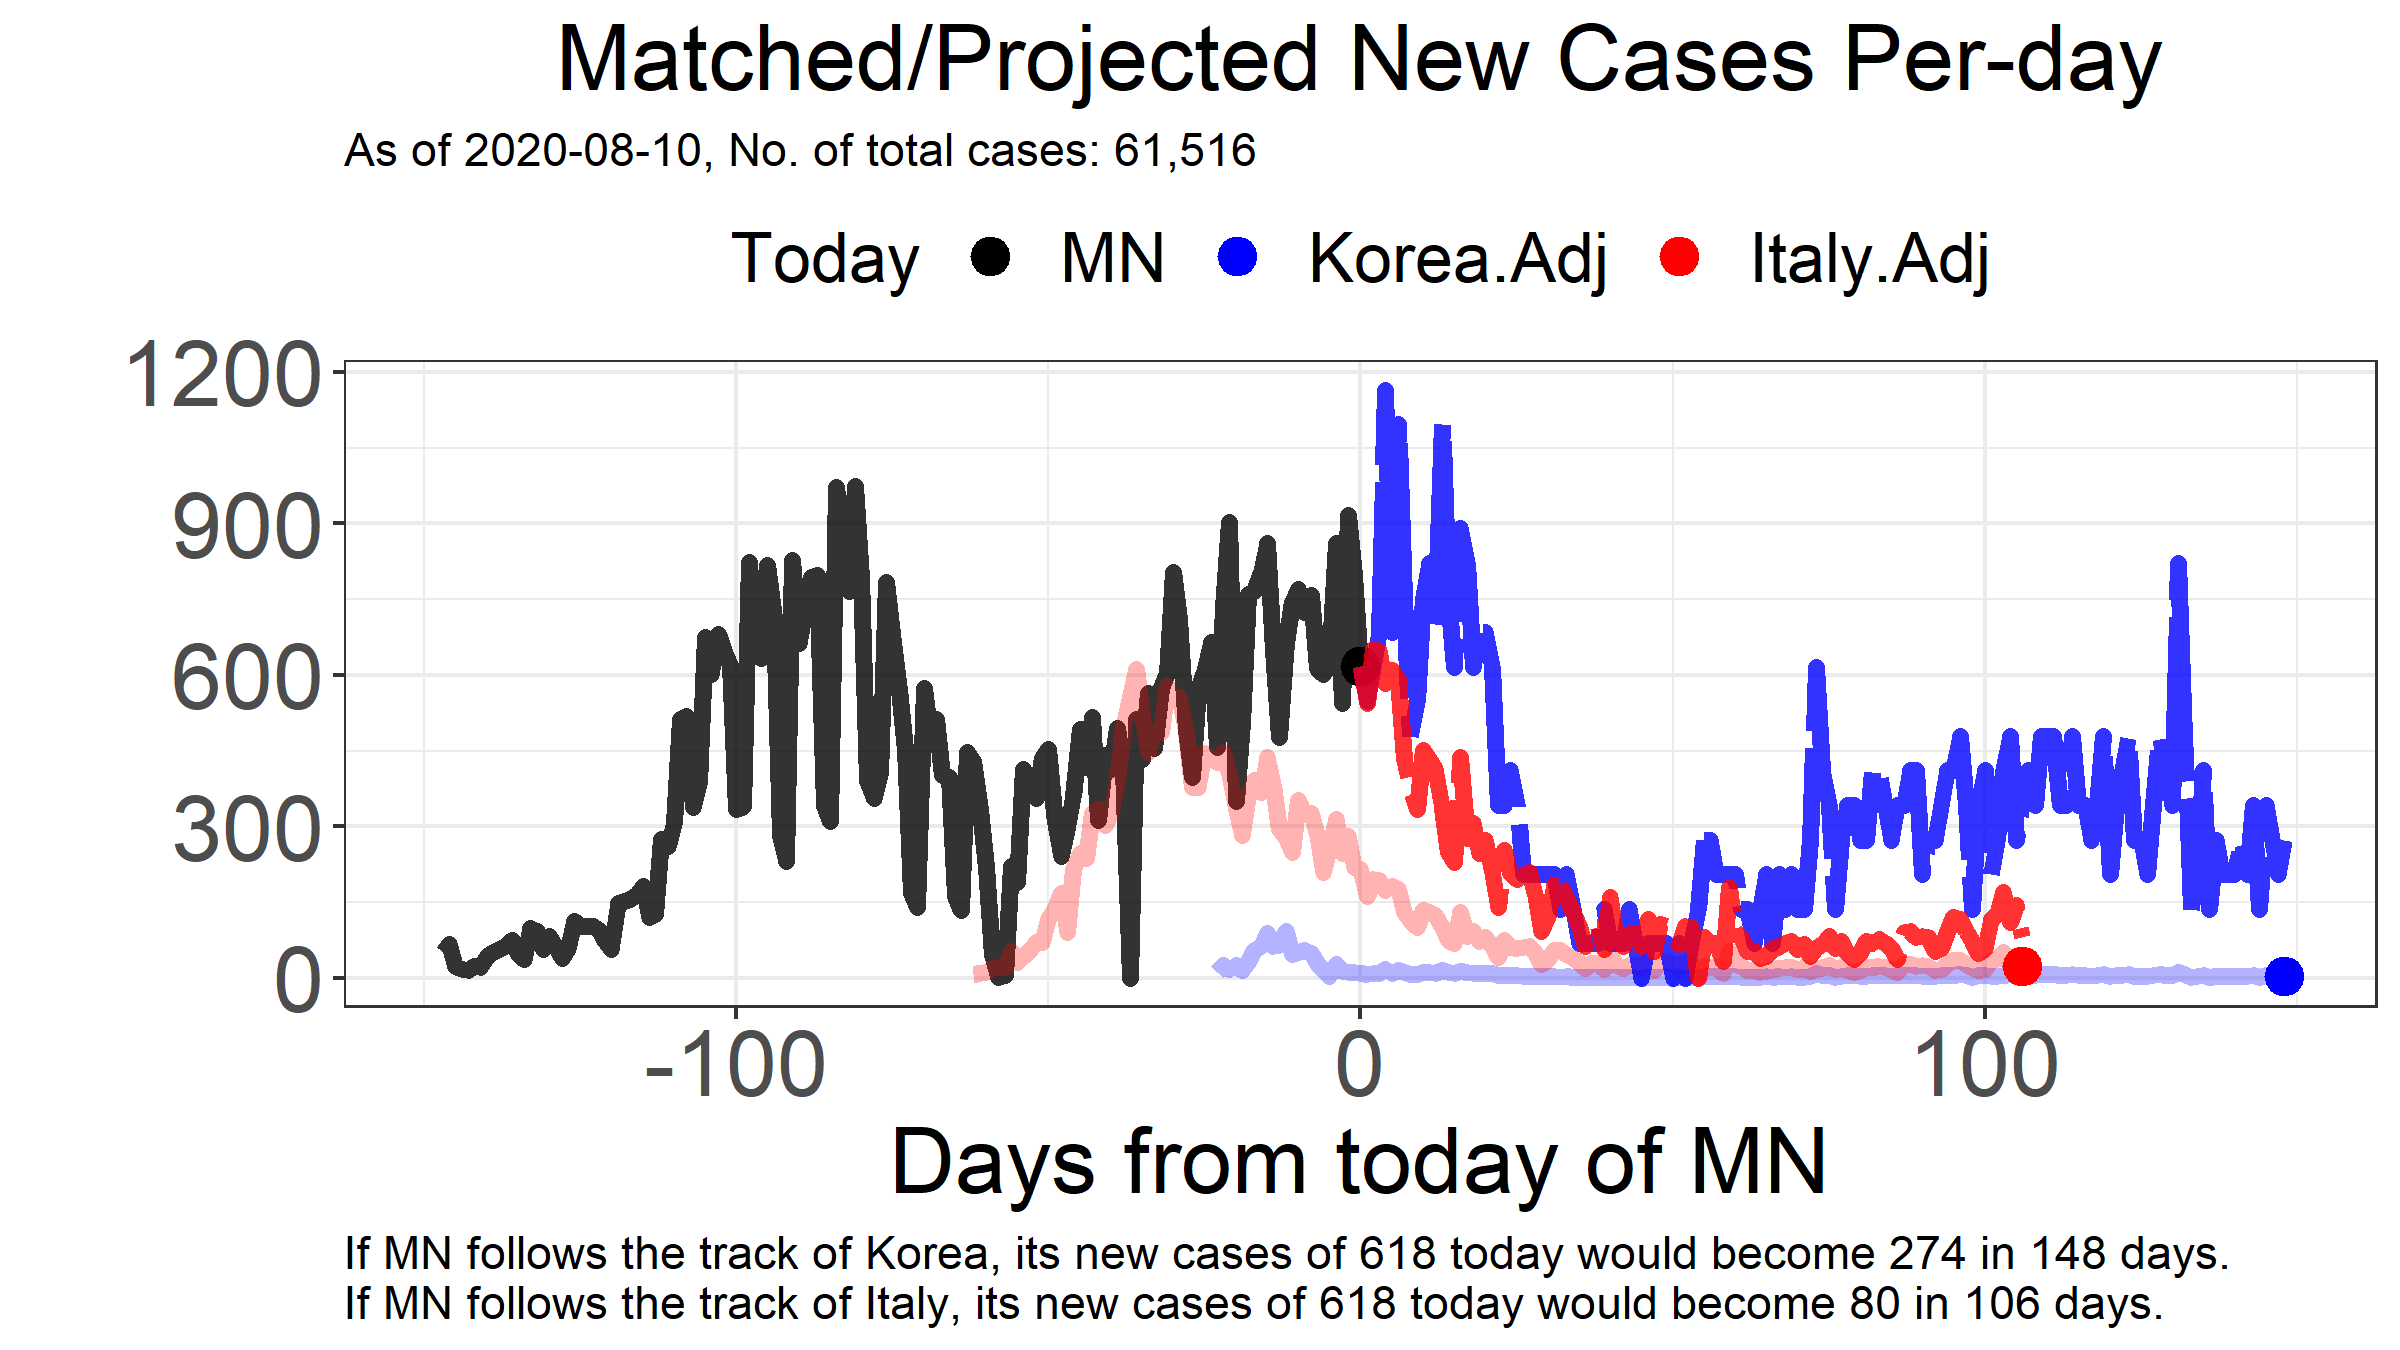 Matched/Projected New Cases Per-day
As of 2020-08-10, No. of total cases: 61,516
Today MN Korea.Adj Italy.Adj
1200
900
600
300
0
-100 0 100
Days from today of MN
If MN follows the track of Korea, its new cases of 618 today would become 274 in 148 days.
If MN follows the track of Italy, its new cases of 618 today would become 80 in 106 days.